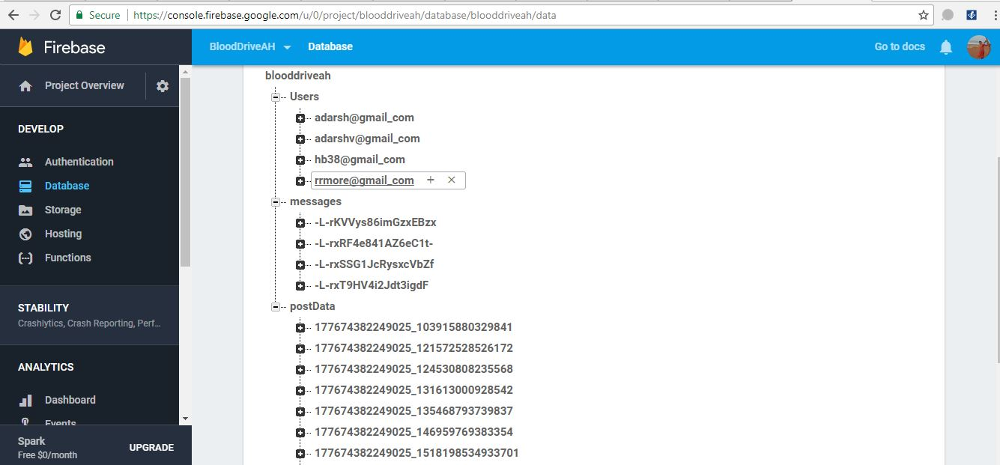 Secure https://console.firebase.google.com/u/0/project/blooddriveah/database/blooddriveah/data
Firebase
BloodDriveAH Database Go to docs
Project Overview
DEVELOP
Authentication
Database
Storage
Hosting
Functions
STABILITY
Crashlytics, Crash Reporting, Perf...
ANALYTICS
Dashboard
Events
Spark
Free $0/month
UPGRADE
blooddriveah
Users
adarsh@gmail_com
adarshv@gmail_com
hb38@gmail_com
rrmore@gmail_com
messages
-L-rKVVys86imGzxEBzx
-L-rxRF4e841AZ6eC1t-
-L-rxSSG1JcRysxcVbZf
-L-rxT9HV4i2Jdt3igdF
postData
177674382249025_103915880329841
177674382249025_121572528526172
177674382249025_124530808235568
177674382249025_131613000928542
177674382249025_135468793739837
177674382249025_146959769383354
177674382249025_1518198534933701